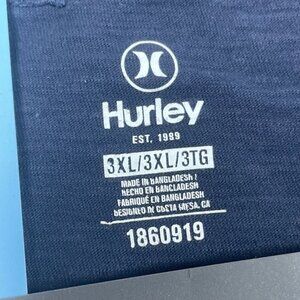 Hurley
EST. 1989
3XL/3XL/3TG
MADE IN BANGLADESH /
HECHO EN BANGLADESH
FABRIQUÉ EN BANGLADESH
DESIGNED IN COSTA MESA, CA
1860919